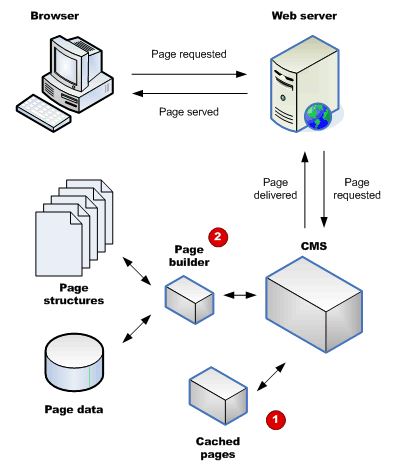 Browser
Web server
Page requested
Page served
Page
delivered
Page
requested
2
Page
builder
CMS
Page
structures
Page data
1
Cached
pages